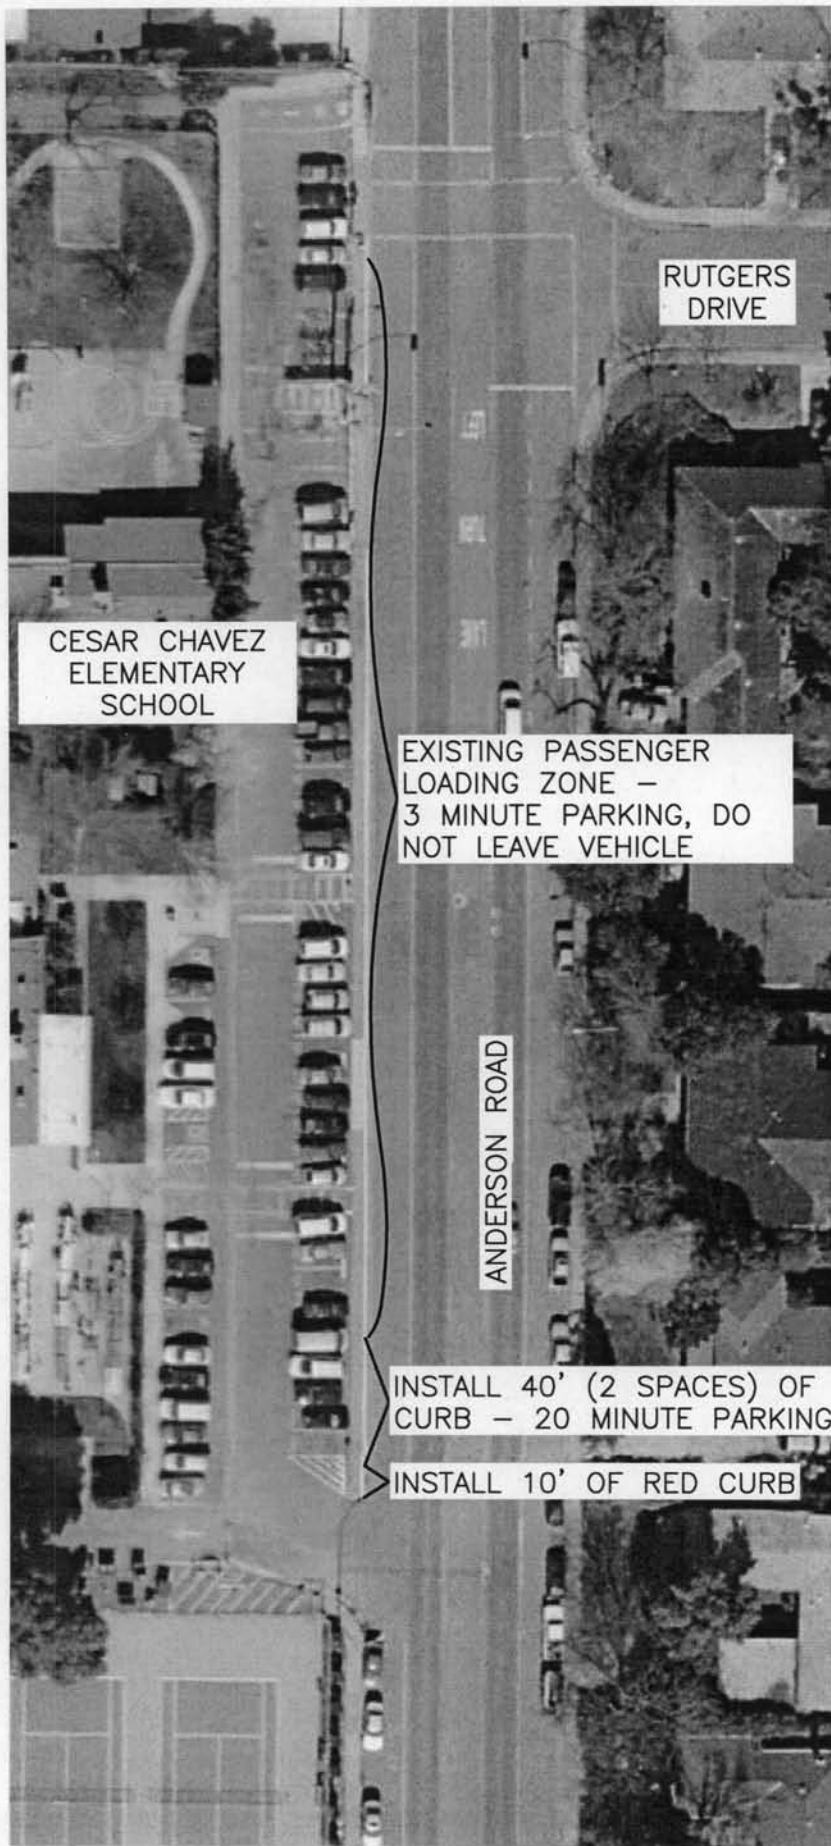 RUTGERS
DRIVE
CESAR CHAVEZ
ELEMENTARY
SCHOOL
EXISTING PASSENGER
LOADING ZONE –
3 MINUTE PARKING, DO
NOT LEAVE VEHICLE
ANDERSON ROAD
INSTALL 40' (2 SPACES) OF
CURB – 20 MINUTE PARKING
INSTALL 10' OF RED CURB